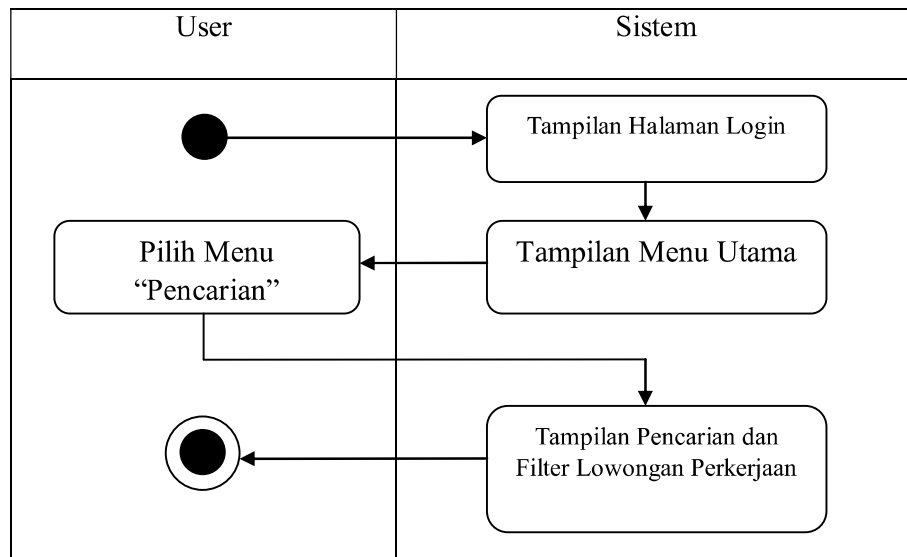 User
Sistem
Tampilan Halaman Login
Pilih Menu
“Pencarian”
Tampilan Menu Utama
Tampilan Pencarian dan
Filter Lowongan Perkerjaan